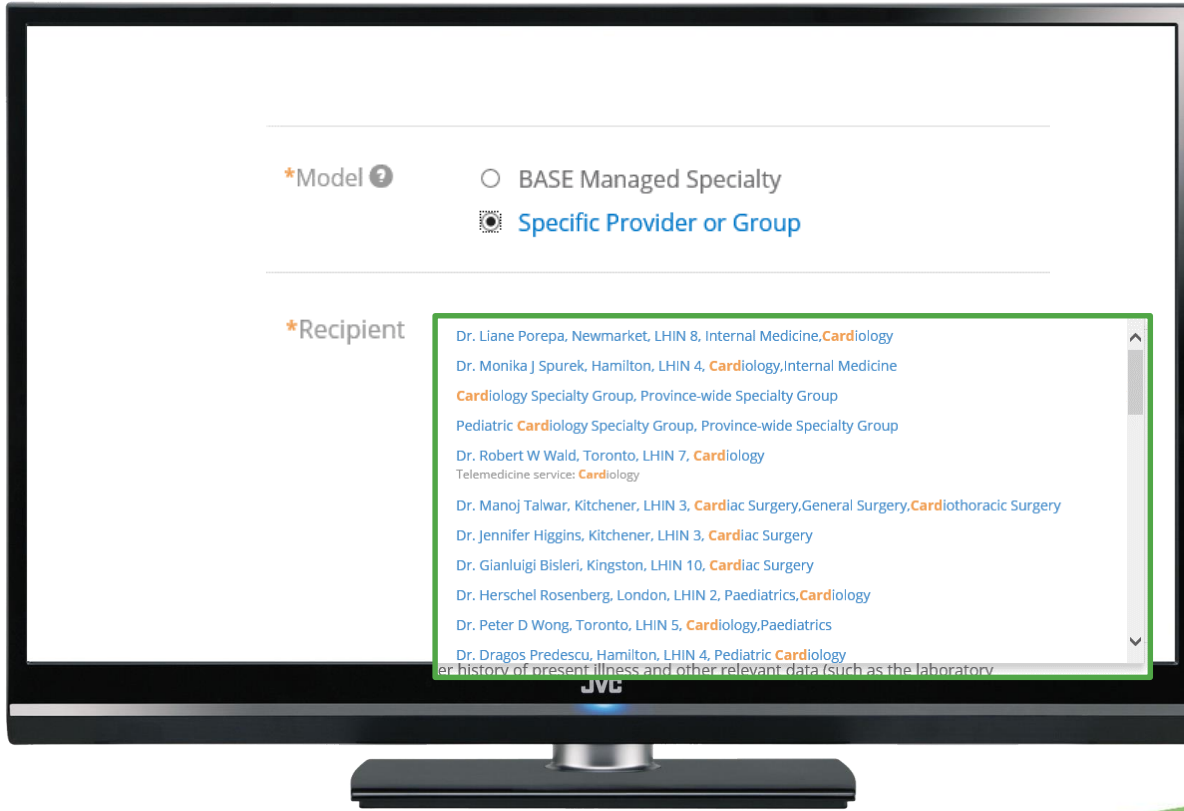 *Model ?
BASE Managed Specialty
Specific Provider or Group
*Recipient
Dr. Liane Porepa, Newmarket, LHIN 8, Internal Medicine,Cardiology
Dr. Monika J Spurek, Hamilton, LHIN 4, Cardiology,Internal Medicine
Cardiology Specialty Group, Province-wide Specialty Group
Pediatric Cardiology Specialty Group, Province-wide Specialty Group
Dr. Robert W Wald, Toronto, LHIN 7, Cardiology
Telemedicine service: Cardiology
Dr. Manoj Talwar, Kitchener, LHIN 3, Cardiac Surgery,General Surgery,Cardiothoracic Surgery
Dr. Jennifer Higgins, Kitchener, LHIN 3, Cardiac Surgery
Dr. Gianluigi Bisleri, Kingston, LHIN 10, Cardiac Surgery
Dr. Herschel Rosenberg, London, LHIN 2, Paediatrics,Cardiology
Dr. Peter D Wong, Toronto, LHIN 5, Cardiology,Paediatrics
Dr. Dragos Predescu, Hamilton, LHIN 4, Pediatric Cardiology
er history of present illness and other relevant data (such as the laboratory
JVC